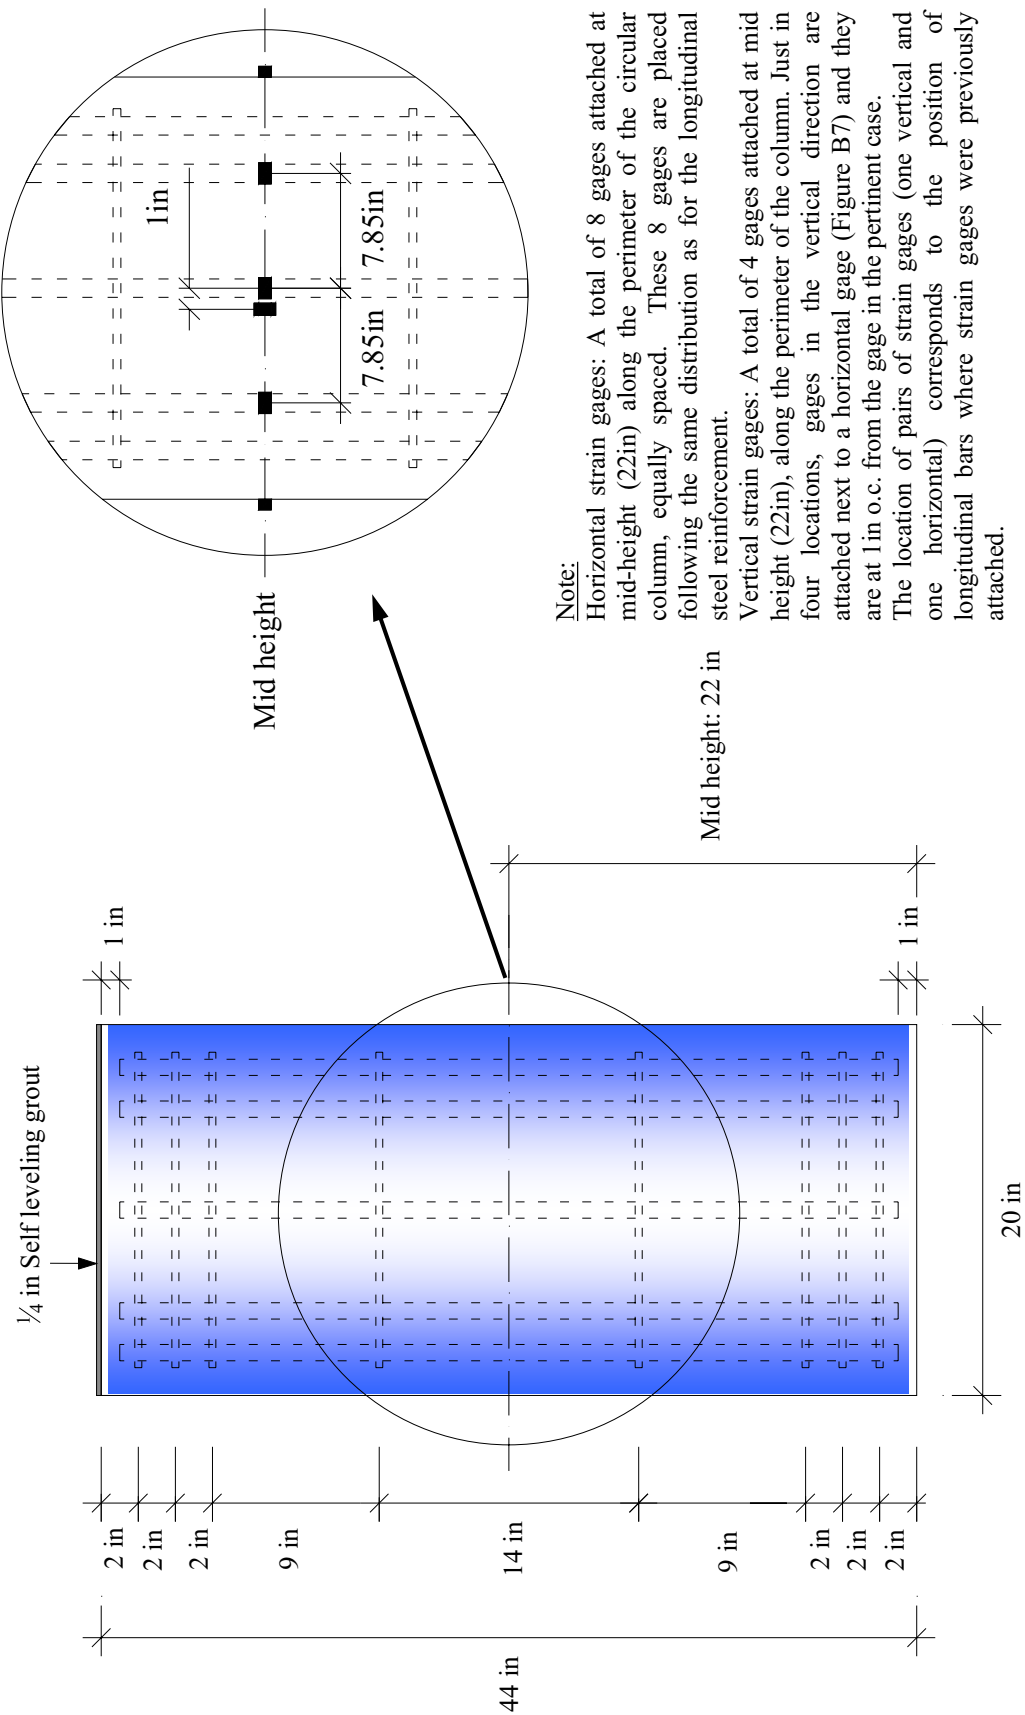 ¼ in Self leveling grout
1 in
2 in
2 in
2 in
9 in
14 in
9 in
2 in
2 in
2 in
44 in
1 in
20 in
Mid height: 22 in
Mid height
1in
7.85in
7.85in
Note:
Horizontal strain gages: A total of 8 gages attached at
mid-height (22in) along the perimeter of the circular
column, equally spaced. These 8 gages are placed
following the same distribution as for the longitudinal
steel reinforcement.
Vertical strain gages: A total of 4 gages attached at mid
height (22in), along the perimeter of the column. Just in
four locations, gages in the vertical direction are
attached next to a horizontal gage (Figure B7) and they
are at 1in o.c. from the gage in the pertinent case.
The location of pairs of strain gages (one vertical and
one horizontal) corresponds to the position of
longitudinal bars where strain gages were previously
attached.